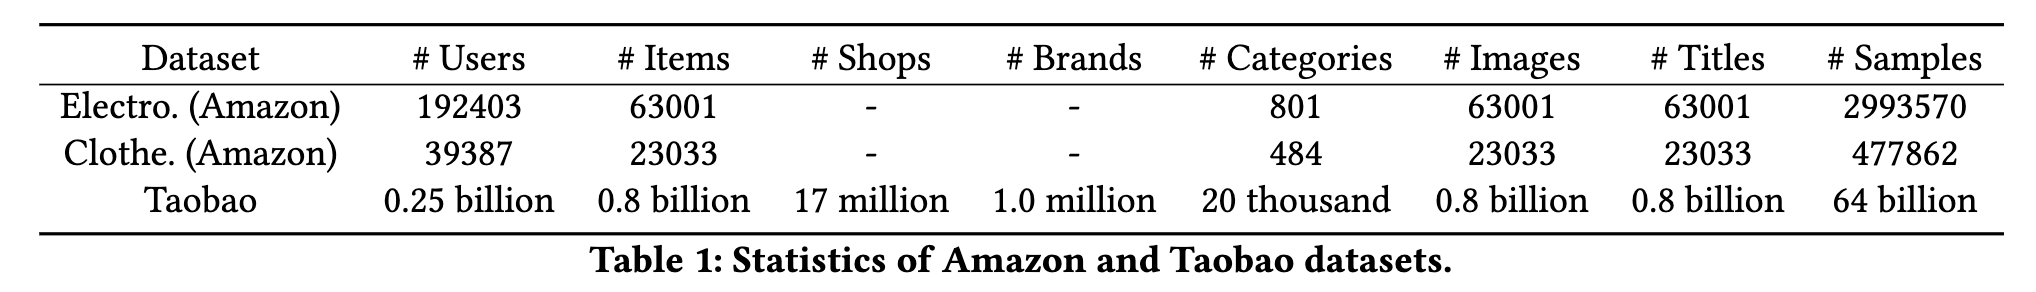 Dataset # Users # Items # Shops # Brands # Categories # Images # Titles # Samples
Electro. (Amazon) 192403 63001 - - 801 63001 63001 2993570
Clothe. (Amazon) 39387 23033 - - 484 23033 23033 477862
Taobao 0.25 billion 0.8 billion 17 million 1.0 million 20 thousand 0.8 billion 0.8 billion 64 billion
Table 1: Statistics of Amazon and Taobao datasets.